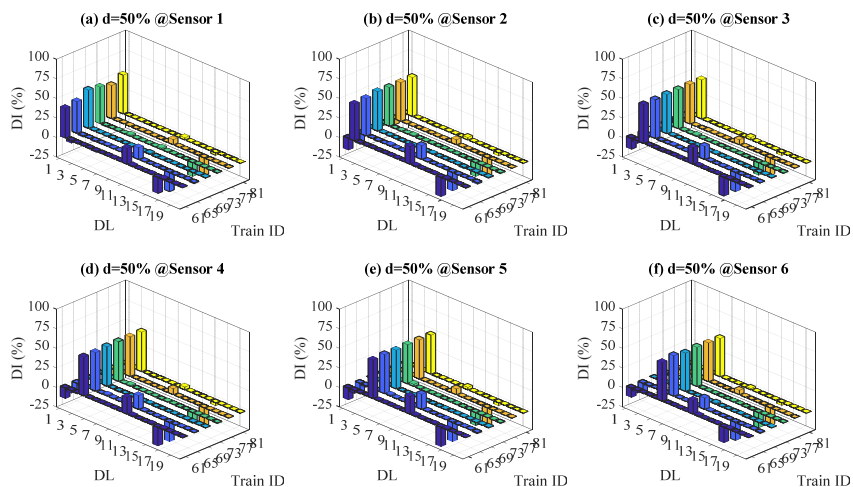 (a) d=50% @Sensor 1
100
75
50
25
0
-25
DI (%)
1 3 5 7 9 11 13 15 17 19
DL
61 65 69 73 77 81
Train ID
(b) d=50% @Sensor 2
100
75
50
25
0
-25
DI (%)
1 3 5 7 9 11 13 15 17 19
DL
61 65 69 73 77 81
Train ID
(c) d=50% @Sensor 3
100
75
50
25
0
-25
DI (%)
1 3 5 7 9 11 13 15 17 19
DL
61 65 69 73 77 81
Train ID
(d) d=50% @Sensor 4
100
75
50
25
0
-25
DI (%)
1 3 5 7 9 11 13 15 17 19
DL
61 65 69 73 77 81
Train ID
(e) d=50% @Sensor 5
100
75
50
25
0
-25
DI (%)
1 3 5 7 9 11 13 15 17 19
DL
61 65 69 73 77 81
Train ID
(f) d=50% @Sensor 6
100
75
50
25
0
-25
DI (%)
1 3 5 7 9 11 13 15 17 19
DL
61 65 69 73 77 81
Train ID